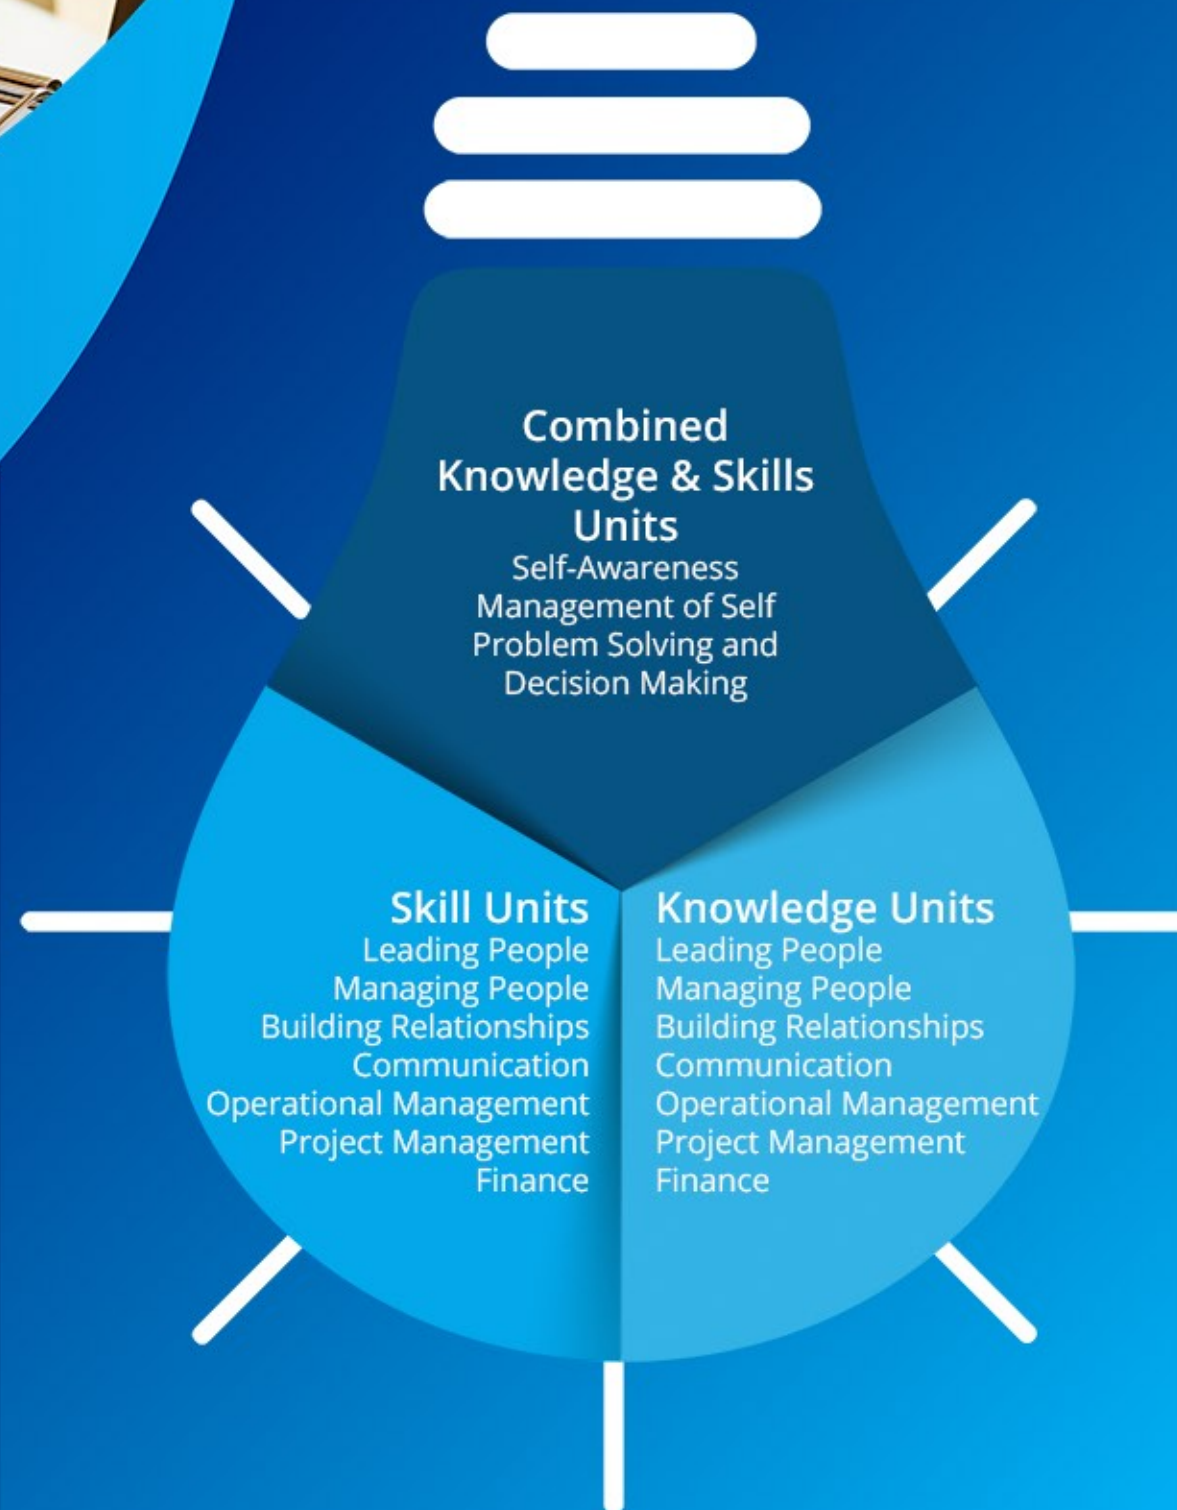 Combined
Knowledge & Skills
Units
Self-Awareness
Management of Self
Problem Solving and
Decision Making
Skill Units
Leading People
Managing People
Building Relationships
Communication
Operational Management
Project Management
Finance
Knowledge Units
Leading People
Managing People
Building Relationships
Communication
Operational Management
Project Management
Finance